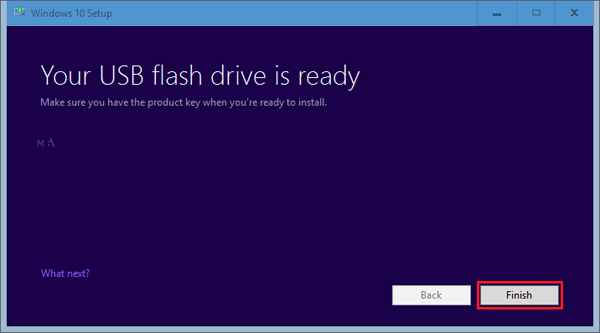 Windows 10 Setup
Your USB flash drive is ready
Make sure you have the product key when you're ready to install.
M :\
What next?
Back
Finish